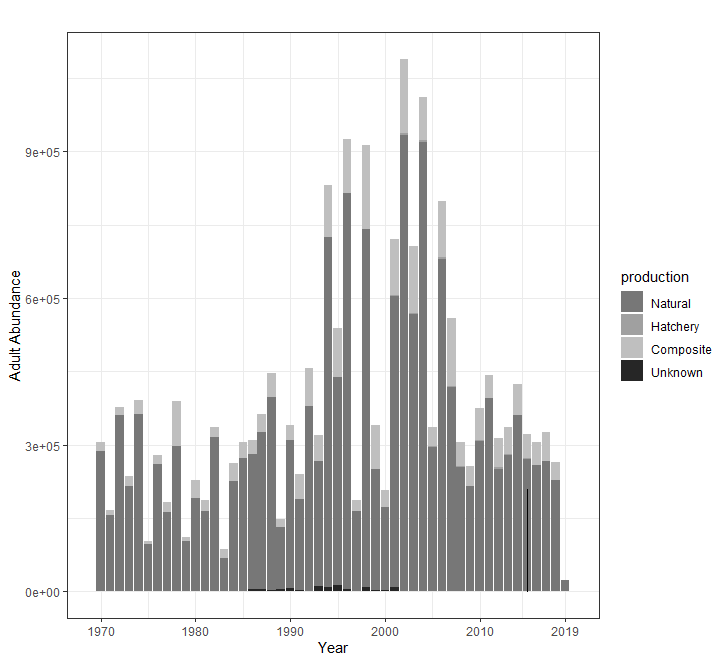 Adult Abundance
9e+05
6e+05
3e+05
0e+00
1970 1980 1990 2000 2010 2019
Year
production
Natural
Hatchery
Composite
Unknown